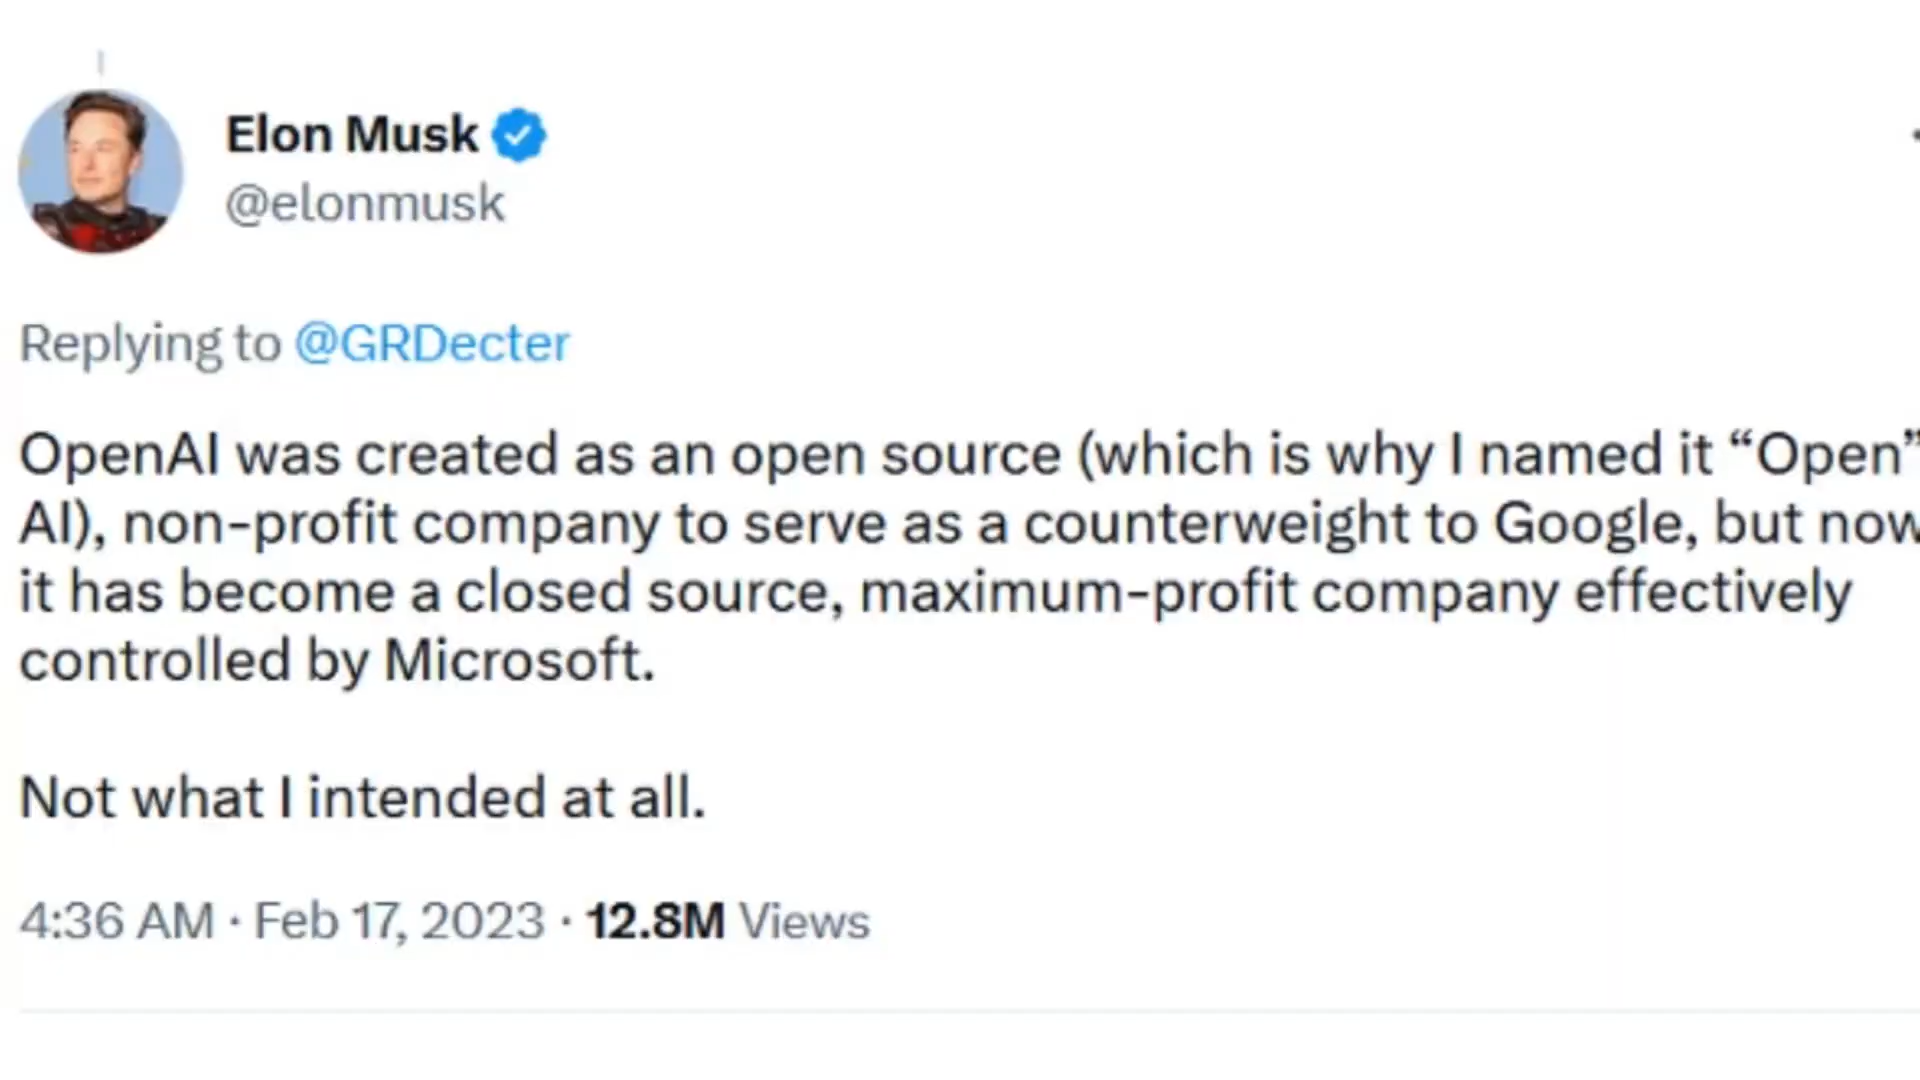 Elon Musk
@elonmusk
Replying to @GRDecter
OpenAI was created as an open source (which is why I named it “Open”
AI), non-profit company to serve as a counterweight to Google, but now
it has become a closed source, maximum-profit company effectively
controlled by Microsoft.
Not what I intended at all.
4:36 AM · Feb 17, 2023 · 12.8M Views